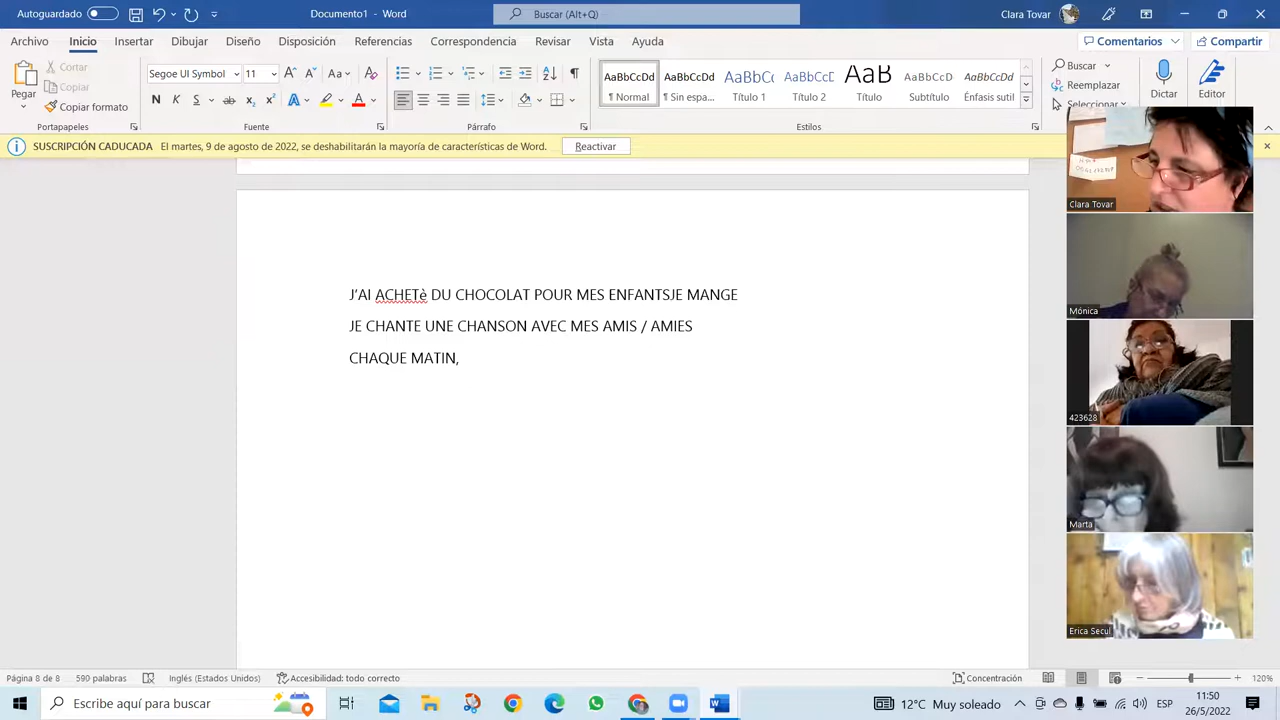 Autoguardado Documento1 - Word Buscar (Alt+Q) Clara Tovar
Archivo Inicio Insertar Dibujar Diseño Disposición Referencias Correspondencia Revisar Vista Ayuda Comentarios Compartir
Pegar
Cortar
Copiar
Copiar formato
Portapapeles
Segoe UI Symbol 11
Fuente
Párrafo
AaBbCcDd AaBbCcDd AaBbCc AaBbCcD AaB AaBbCcDd AaBbCcDd
¶ Normal ¶ Sin espa... Título 1 Título 2 Título Subtítulo Énfasis sutil
Estilos
Buscar
Reemplazar
Seleccionar
Dictar
Editor
SUSCRIPCIÓN CADUCADA El martes, 9 de agosto de 2022, se deshabilitarán la mayoría de características de Word. Reactivar
J'AI ACHETè DU CHOCOLAT POUR MES ENFANTSJE MANGE
JE CHANTE UNE CHANSON AVEC MES AMIS / AMIES
CHAQUE MATIN,
Clara Tovar
Mónica
423628
Marta
Erica Secul
Página 8 de 8 590 palabras Inglés (Estados Unidos) Accesibilidad: todo correcto Concentración 120%
Escribe aquí para buscar 12°C Muy soleado ESP 11:50
26/5/2022